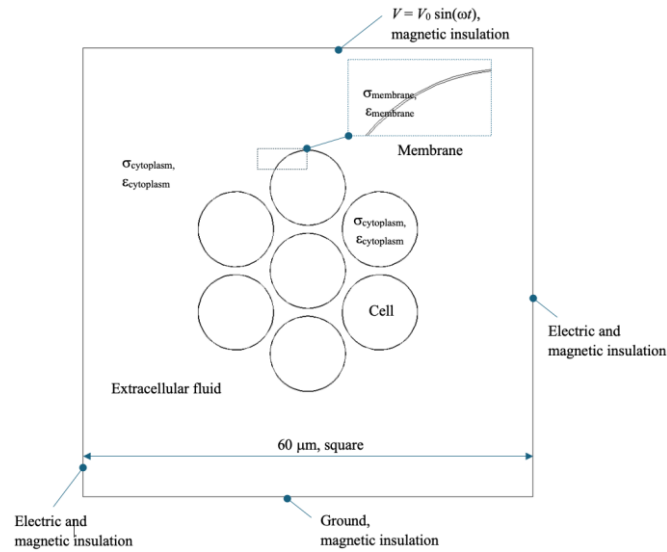 V = V₀ sin(ωt),
magnetic insulation
σmembrane,
εmembrane
Membrane
σcytoplasm,
εcytoplasm
σcytoplasm,
εcytoplasm
Cell
Electric and
magnetic insulation
Extracellular fluid
60 μm, square
Electric and
magnetic insulation
Ground,
magnetic insulation